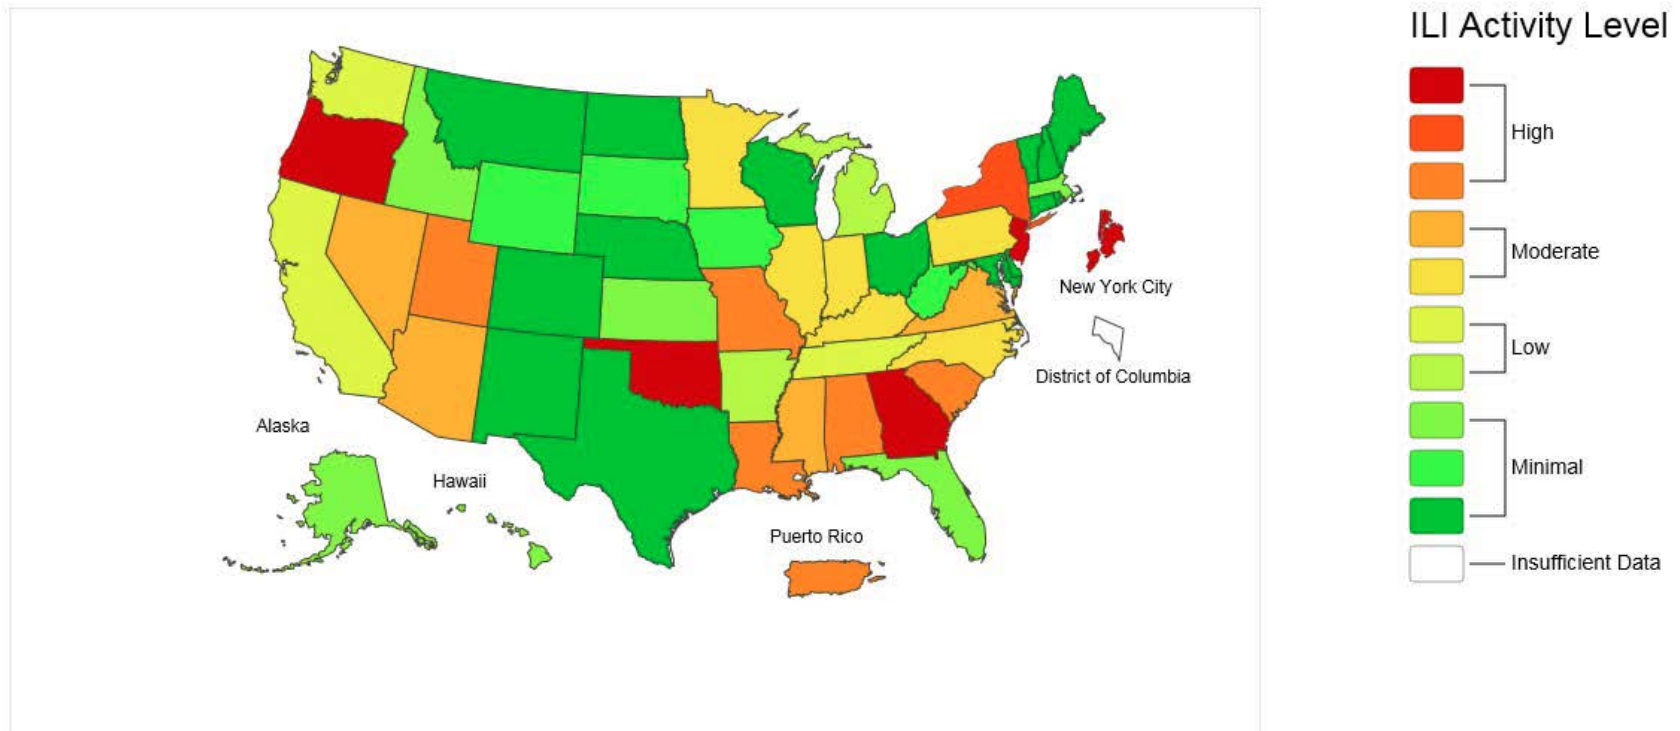 ILI Activity Level
High
Moderate
Low
Minimal
Insufficient Data
New York City
District of Columbia
Alaska
Hawaii
Puerto Rico